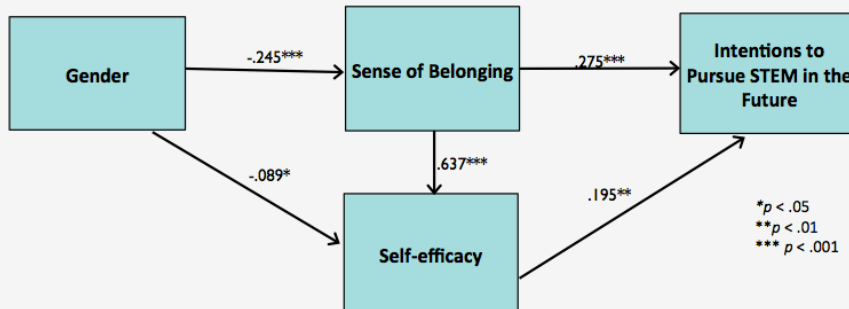 Gender
-.245***
Sense of Belonging
.275***
Intentions to
Pursue STEM in the
Future
-.089*
.637***
Self-efficacy
.195**
*p < .05
**p < .01
*** p < .001